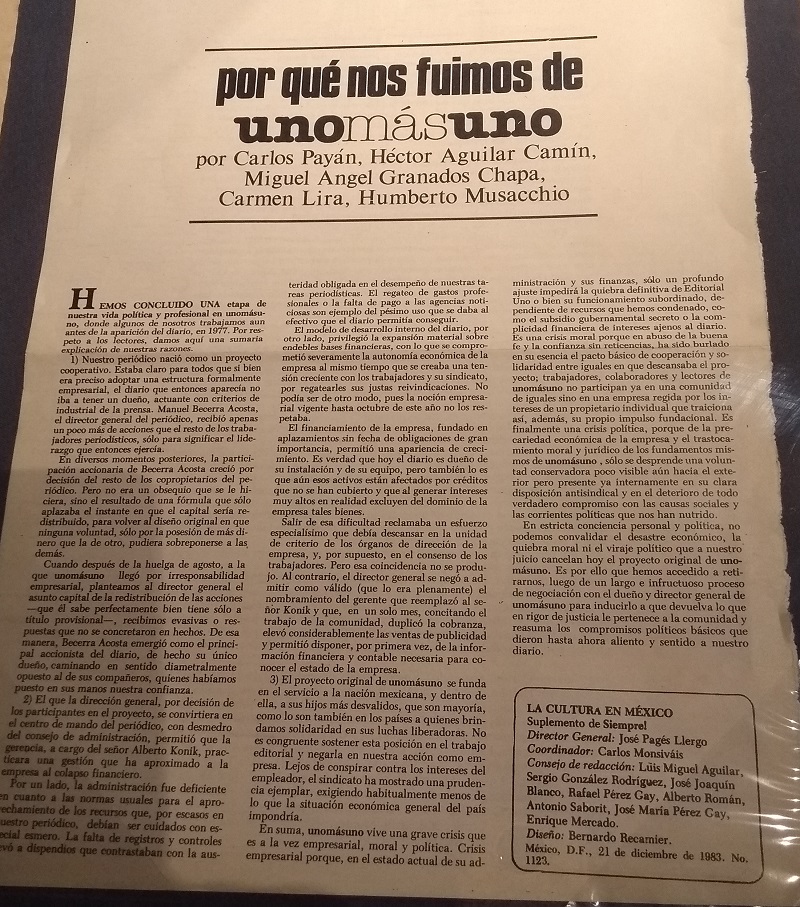 por qué nos fuimos de
unomásuno
por Carlos Payán, Héctor Aguilar Camín,
Miguel Angel Granados Chapa,
Carmen Lira, Humberto Musacchio
HEMOS CONCLUIDO UNA etapa de
nuestra vida política y profesional en unomásu-
no, donde algunos de nosotros trabajamos aun
antes de la aparición del diario, en 1977. Por res-
peto a los lectores, damos aquí una sumaria
explicación de nuestras razones.
1) Nuestro periódico nació como un proyecto
cooperativo. Estaba claro para todos que si bien
era preciso adoptar una estructura formalmente
empresarial, el diario que entonces aparecía no
iba a tener un dueño, actuante con criterios de
industrial de la prensa. Manuel Becerra Acosta,
el director general del periódico, recibió apenas
un poco más de acciones que el resto de los traba-
jadores periodísticos, sólo para significar el lide-
razgo que entonces ejercía.
En diversos momentos posteriores, la partici-
pación accionaria de Becerra Acosta creció por
decisión del resto de los copropietarios del pe-
riódico. Pero no era un obsequio que se le hi-
ciera, sino el resultado de una fórmula que sólo
aplazaba el instante en que el capital sería re-
distribuido, para volver al diseño original en que
ninguna voluntad, sólo por la posesión de más di-
nero que la de otro, pudiera sobreponerse a las
demás.
Cuando después de la huelga de agosto, a la
que unomásuno llegó por irresponsabilidad
empresarial, planteamos al director general el
asunto capital de la redistribución de las acciones
—que él sabe perfectamente bien tiene sólo a
título provisional—, recibimos evasivas o res-
puestas que no se concretaron en hechos. De esa
manera, Becerra Acosta emergió como el princi-
pal accionista del diario, de hecho su único
dueño, caminando en sentido diametralmente
opuesto al de sus compañeros, quienes habíamos
puesto en sus manos nuestra confianza.
2) El que la dirección general, por decisión de
los participantes en el proyecto, se convirtiera en
el centro de mando del periódico, con desmedro
del consejo de administración, permitió que la
gerencia, a cargo del señor Alberto Konik, prac-
ticara una gestión que ha aproximado a la
empresa al colapso financiero.
Por un lado, la administración fue deficiente
en cuanto a las normas usuales para el apro-
vechamiento de los recursos que, por escasos en
nuestro periódico, debían ser cuidados con es-
pecial esmero. La falta de registros y controles
llevó a dispendios que contrastaban con la aus-
teridad obligada en el desempeño de nuestras ta-
reas periodísticas. El regateo de gastos profe-
sionales o la falta de pago a las agencias noti-
ciosas son ejemplo del pésimo uso que se daba al
efectivo que el diario permitía conseguir.
El modelo de desarrollo interno del diario, por
otro lado, privilegió la expansión material sobre
endebles bases financieras, con lo que se compro-
metió severamente la autonomía económica de la
empresa al mismo tiempo que se creaba una ten-
sión creciente con los trabajadores y su sindicato,
por regatearles sus justas reivindicaciones. No
podía ser de otro modo, pues la noción empresa-
rial vigente hasta octubre de este año no los res-
petaba.
El financiamiento de la empresa, fundado en
aplazamientos sin fecha de obligaciones de gran
importancia, permitió una apariencia de creci-
miento. Es verdad que hoy el diario es dueño de
su instalación y de su equipo, pero también lo es
que aún esos activos están afectados por créditos
que no se han cubierto y que al generar intereses
muy altos en realidad excluyen del dominio de la
empresa tales bienes.
Salir de esa dificultad reclamaba un esfuerzo
especialísimo que debía descansar en la unidad
de criterio de los órganos de dirección de la
empresa, y, por supuesto, en el consenso de los
trabajadores. Pero esa coincidencia no se produ-
jo. Al contrario, el director general se negó a ad-
mitir como válido (que lo era plenamente) el
nombramiento del gerente que reemplazó al se-
ñor Konik y que, en un solo mes, concitando el
trabajo de la comunidad, duplicó la cobranza,
elevó considerablemente las ventas de publicidad
y permitió disponer, por primera vez, de la infor-
mación financiera y contable necesaria para co-
nocer el estado de la empresa.
3) El proyecto original de unomásuno se funda
en el servicio a la nación mexicana, y dentro de
ella, a sus hijos más desvalidos, que son mayoría,
como lo son también en los países a quienes brin-
damos solidaridad en sus luchas liberadoras. No
es congruente sostener esta posición en el trabajo
editorial y negarla en nuestra acción como em-
presa. Lejos de conspirar contra los intereses del
empleador, el sindicato ha mostrado una pruden-
cia ejemplar, exigiendo habitualmente menos de
lo que la situación económica general del país
impondría.
En suma, unomásuno vive una grave crisis que
es a la vez empresarial, moral y política. Crisis
empresarial porque, en el estado actual de su ad-
ministración y sus finanzas, sólo un profundo
ajuste impedirá la quiebra definitiva de Editorial
Uno o bien su funcionamiento subordinado, de-
pendiente de recursos que hemos condenado, co-
mo el subsidio gubernamental secreto o la com-
plicidad financiera de intereses ajenos al diario.
Es una crisis moral porque en abuso de la buena
fe y la confianza sin reticencias, ha sido burlado
en su esencia el pacto básico de cooperación y so-
lidaridad entre iguales en que descansaba el pro-
yecto; trabajadores, colaboradores y lectores de
unomásuno no participan ya en una comunidad
de iguales sino en una empresa regida por los in-
tereses de un propietario individual que traiciona
así, además, su propio impulso fundacional. Es
finalmente una crisis política, porque de la pre-
cariedad económica de la empresa y el trastoca-
miento moral y jurídico de los fundamentos mis-
mos de unomásuno, sólo se desprende una volun-
tad conservadora poco visible aún hacia el exte-
rior pero presente ya internamente en su clara
disposición antisindical y en el deterioro de todo
verdadero compromiso con las causas sociales y
las corrientes políticas que nos han nutrido.
En estricta conciencia personal y política, no
podemos convalidar el desastre económico, la
quiebra moral ni el viraje político que a nuestro
juicio cancelan hoy el proyecto original de uno-
másuno. Es por ello que hemos accedido a reti-
rarnos, luego de un largo e infructuoso proceso
de negociación con el dueño y director general de
unomásuno para inducirlo a que devuelva lo que
en rigor de justicia le pertenece a la comunidad y
reasuma los compromisos políticos básicos que
dieron hasta ahora aliento y sentido a nuestro
diario.
LA CULTURA EN MÉXICO
Suplemento de Siempre!
Director General: José Pagés Llergo
Coordinador: Carlos Monsiváis
Consejo de redacción: Luis Miguel Aguilar,
Sergio González Rodríguez, José Joaquín
Blanco, Rafael Pérez Gay, Alberto Román,
Antonio Saborit, José María Pérez Gay,
Enrique Mercado.
Diseño: Bernardo Recamier.
México, D.F., 21 de diciembre de 1983. No.
1123.